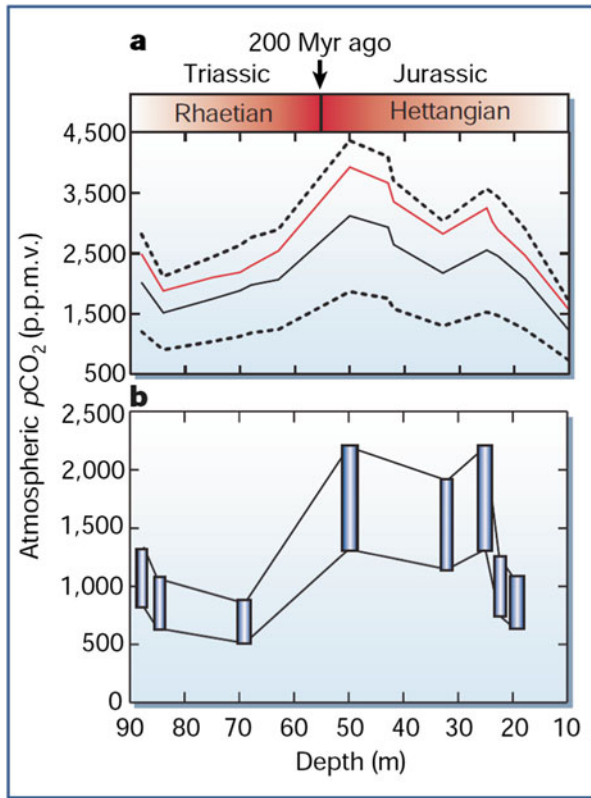 a
200 Myr ago
Triassic Jurassic
Rhaetian Hettangian
4,500
3,500
2,500
1,500
500
b
2,500
2,000
1,500
1,000
500
0
90 80 70 60 50 40 30 20 10
Depth (m)
Atmospheric pCO₂ (p.p.m.v.)